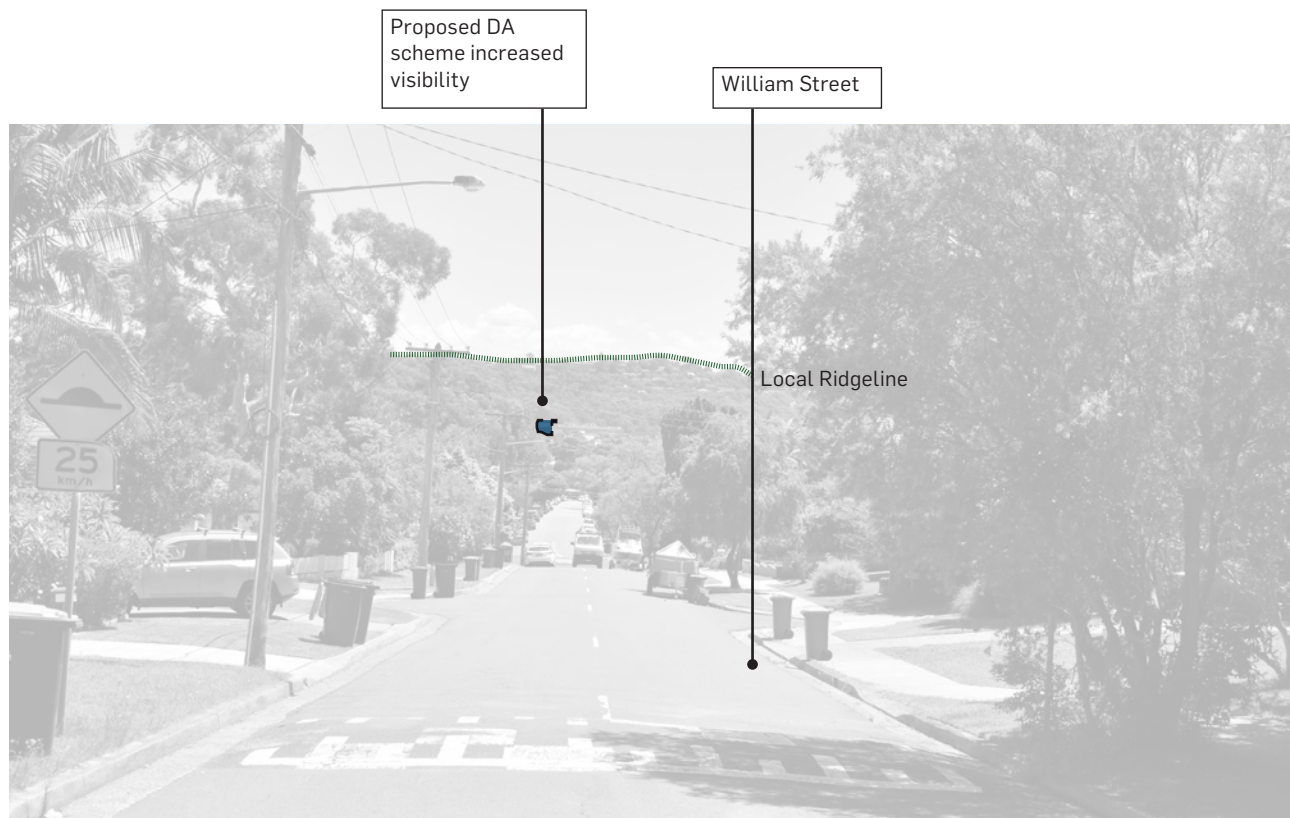 Proposed DA
scheme increased
visibility
William Street
Local Ridgeline
25
km/h